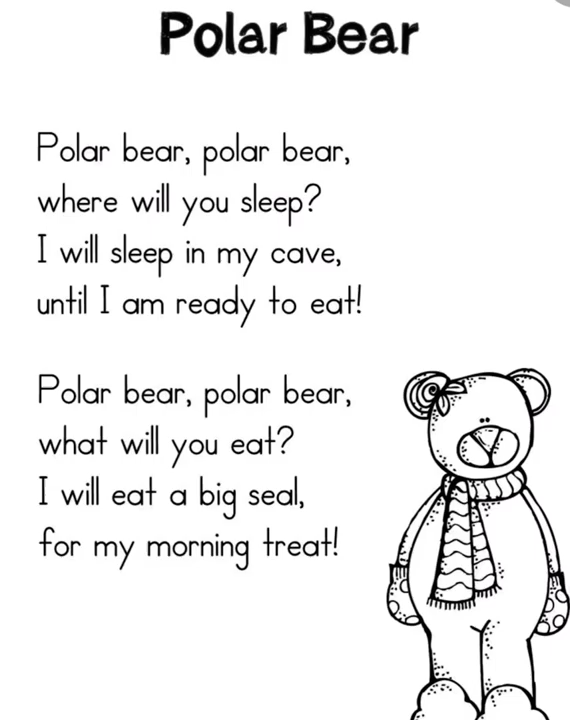 Polar Bear
Polar bear, polar bear,
where will you sleep?
I will sleep in my cave,
until I am ready to eat!
Polar bear, polar bear,
what will you eat?
I will eat a big seal,
for my morning treat!